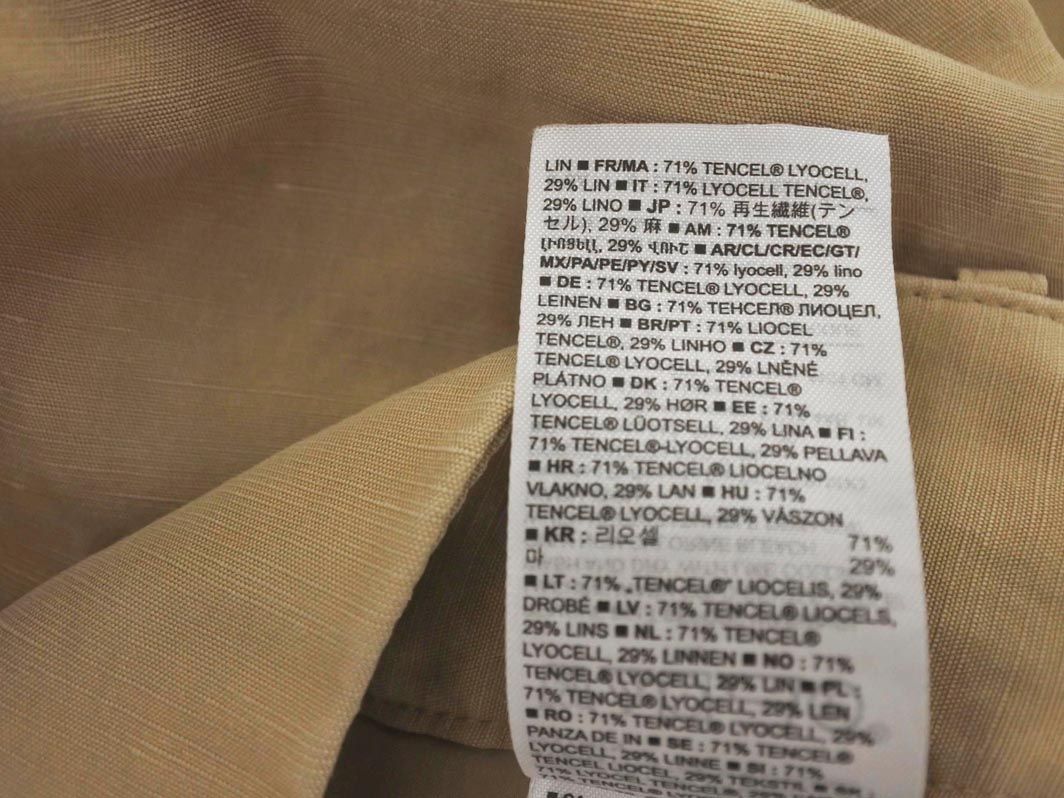 LIN ■ FR/MA : 71% TENCEL® LYOCELL,
29% LIN ■ IT : 71% LYOCELL TENCEL®,
29% LINO ■ JP : 71% 再生繊維(テン
セル), 29% 麻 ■ AM : 71% TENCEL®
ԼԻՈՑԵԼԼ, 29% ՎՈՒՇ ■ AR/CL/CR/EC/GT/
MX/PA/PE/PY/SV : 71% lyocell, 29% lino
■ DE : 71% TENCEL® LYOCELL, 29%
LEINEN ■ BG : 71% ТЕНСЕЛ® ЛИОЦЕЛ,
29% ЛЕН ■ BR/PT : 71% LIOCEL
TENCEL®, 29% LINHO ■ CZ : 71%
TENCEL® LYOCELL, 29% LNĚNÉ
PLÁTNO ■ DK : 71% TENCEL®
LYOCELL, 29% HØR ■ EE : 71%
TENCEL® LÜOTSELL, 29% LINA ■ FI :
71% TENCEL®-LYOCELL, 29% PELLAVA
■ HR : 71% TENCEL® LIOCELNO
VLAKNO, 29% LAN ■ HU : 71%
TENCEL® LYOCELL, 29% VÁSZON
■ KR : 리오셀 71%
마 29%
■ LT : 71% „TENCEL®" LIOCELIS, 29%
DROBĖ ■ LV : 71% TENCEL® LIOCELS,
29% LINS ■ NL : 71% TENCEL®
LYOCELL, 29% LINNEN ■ NO : 71%
TENCEL® LYOCELL, 29% LIN ■ PL :
71% TENCEL® LYOCELL, 29% LEN
■ RO : 71% TENCEL® LYOCELL, 29%
PANZA DE IN ■ SE : 71% TENCEL®
LYOCELL, 29% LINNE ■ SI : 71%
TENCEL LIOCEL, 29% TEKSTIL